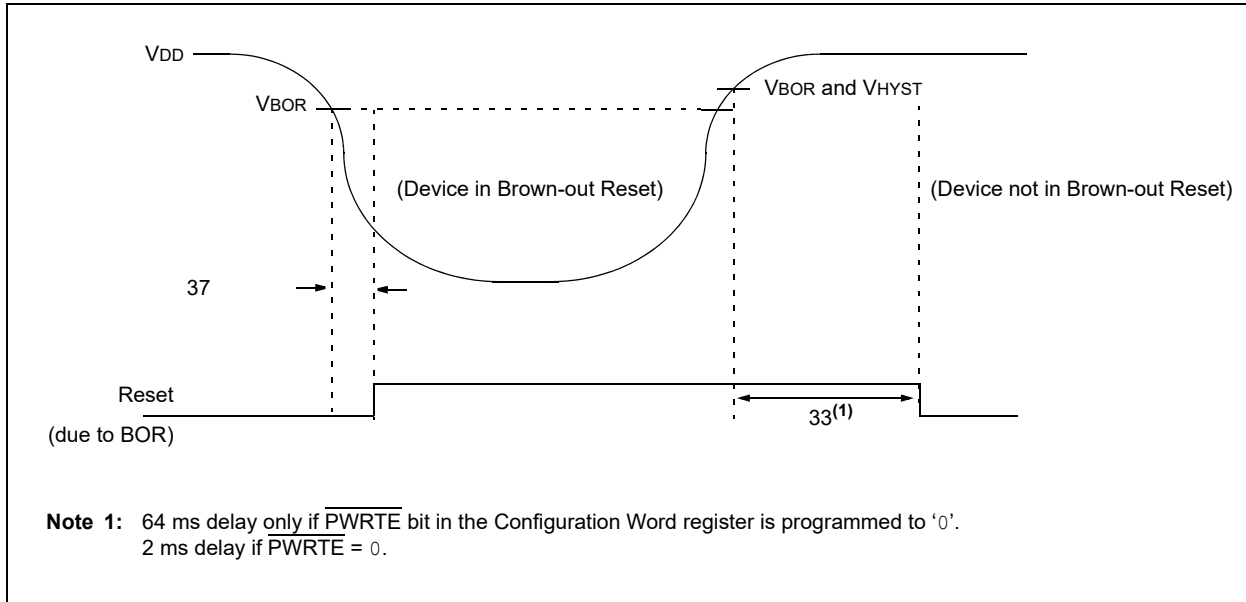 VDD
VBOR and VHYST
VBOR
(Device in Brown-out Reset)
(Device not in Brown-out Reset)
37
Reset
33(1)
(due to BOR)
Note 1: 64 ms delay only if PWRTE bit in the Configuration Word register is programmed to ‘0’.
2 ms delay if PWRTE = 0.